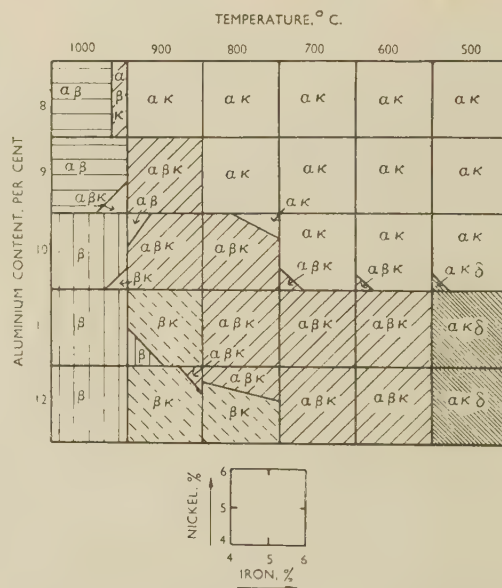 TEMPERATURE,° C.
1000 900 800 700 600 500
ALUMINIUM CONTENT, PER CENT
8
α β
α
β
κ
α κ
α κ
α κ
α κ
α κ
9
α β
α β κ
α β κ
α β
α κ
α κ
α κ
α κ
α κ
10
β
β κ
α β κ
α β κ
α κ
α β κ
α κ
α β κ
α κ
α κ δ
β
β κ
β
α β κ
α β κ
α β κ
α β κ
α κ δ
12
β
β κ
α β κ
β κ
α β κ
α β κ
α κ δ
NICKEL. %
6
5
4
4 5 6
IRON, %